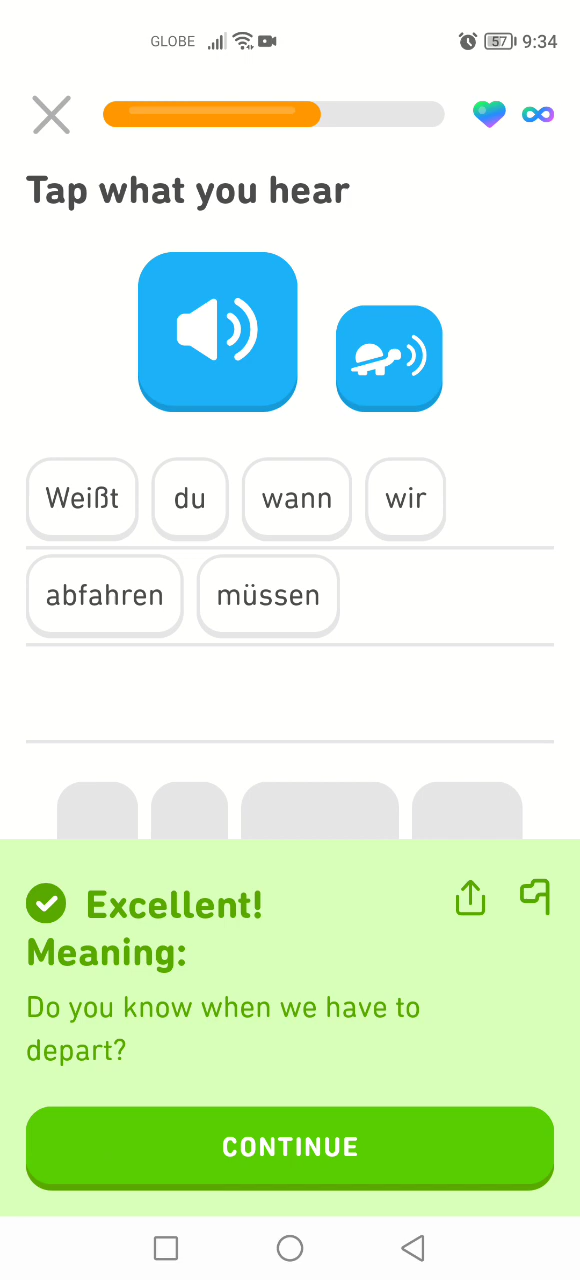 GLOBE 57 9:34
Tap what you hear
Weißt du wann wir
abfahren müssen
Excellent!
Meaning:
Do you know when we have to
depart?
CONTINUE